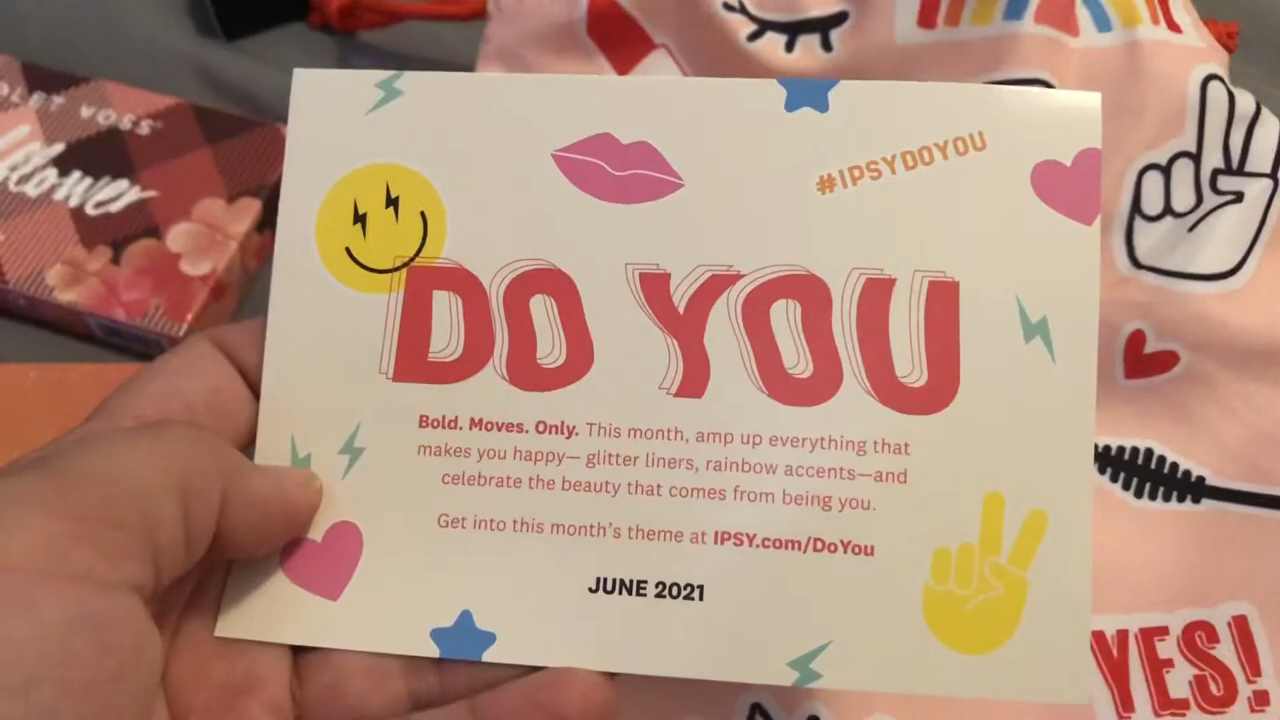 VOSS
flower
#IPSYDOYOU
DO YOU
Bold. Moves. Only. This month, amp up everything that
makes you happy— glitter liners, rainbow accents—and
celebrate the beauty that comes from being you.
Get into this month's theme at IPSY.com/DoYou
JUNE 2021
YES!